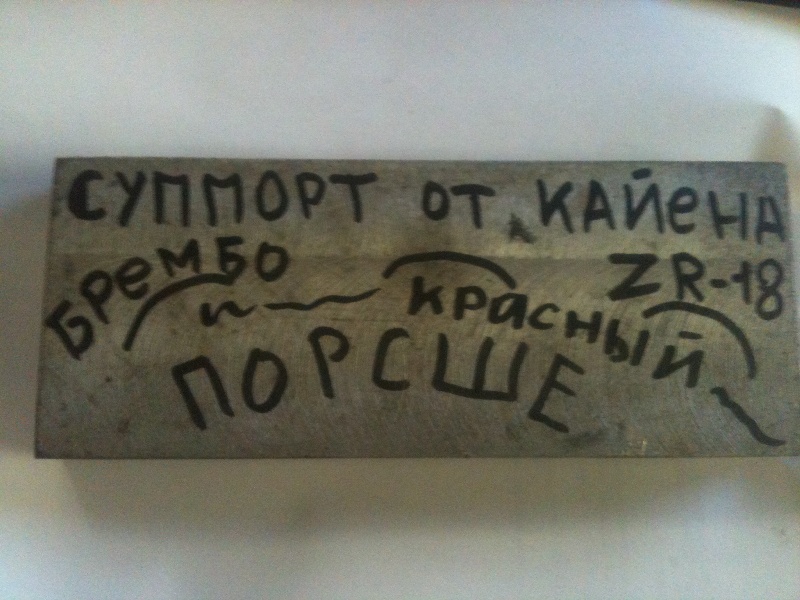 СУППОРТ ОТ КАЙеНА
БРеМБО
КРАСНЫЙ
ZR-18
ПОРСШЕ